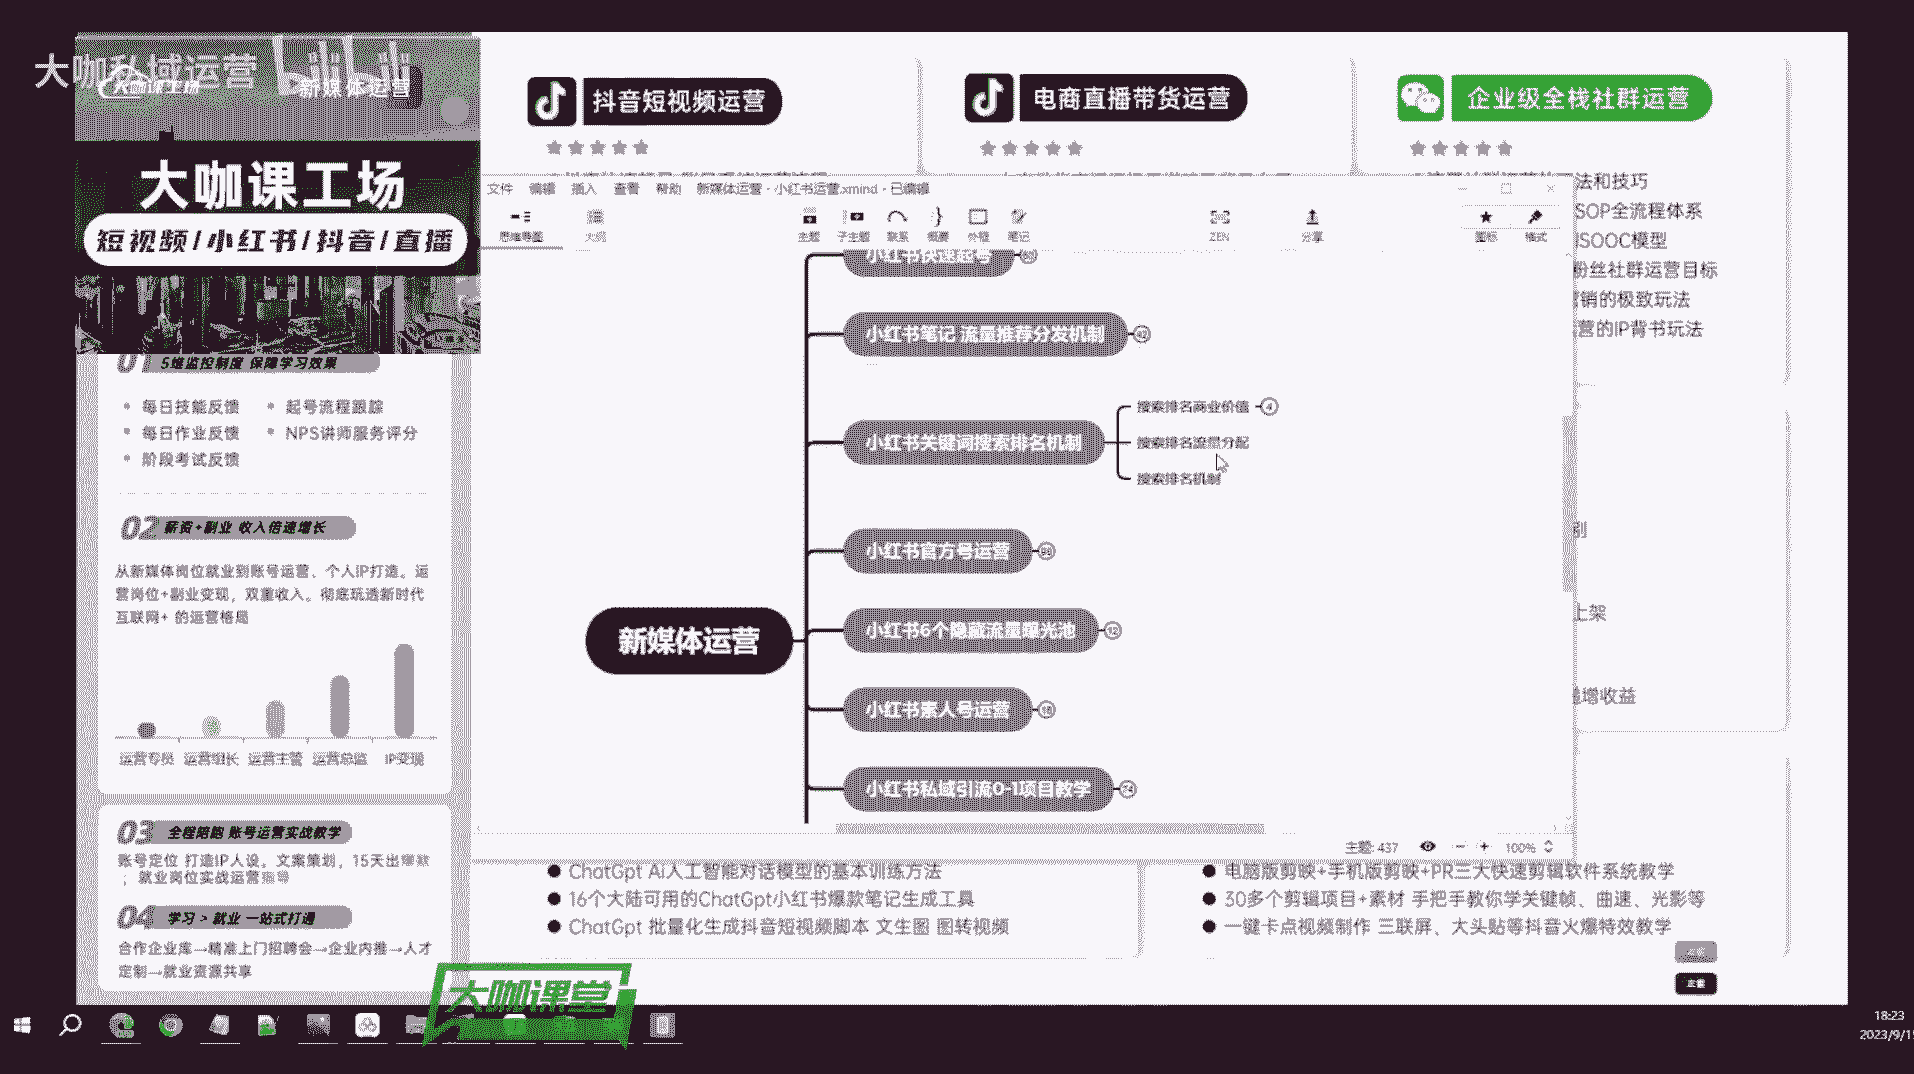 大咖私域运营
大咖课工场
新媒体运营
大咖课工场
短视频/小红书/抖音/直播
抖音短视频运营
电商直播带货运营
企业级全栈社群运营
法和技巧
SOP全流程体系
ISOOC模型
粉丝社群运营目标
营销的极致玩法
营的IP背书玩法
上架
增收益
文件 编辑 插入 查看 帮助 新媒体运营 - 小红书运营.xmind - 已编辑
思维导图 大纲 主题 子主题 联系 概要 外框 笔记 ZEN 分享 图标 格式
小红书快速起号
小红书笔记 流量推荐分发机制 42
小红书关键词搜索排名机制
搜索排名商业价值 4
搜索排名流量分配
搜索排名机制
小红书官方号运营
新媒体运营
小红书6个隐藏流量曝光池 12
小红书素人号运营
小红书私域引流0-1项目教学 74
主题: 437
100%
01 5维监控制度 保障学习效果
每日技能反馈
起号流程跟踪
每日作业反馈
NPS讲师服务评分
阶段考试反馈
02 薪资+副业 收入倍速增长
从新媒体岗位就业到账号运营、个人IP打造。运
营岗位+副业变现，双重收入。彻底玩透新时代
互联网+ 的运营格局
运营专员 运营组长 运营主管 运营总监 IP变现
03 全程陪跑 账号运营实战教学
账号定位 打造IP人设，文案策划，15天出爆款
；就业岗位实战运营指导
04 学习 > 就业 一站式打通
合作企业库→精准上门招聘会→企业内推→人才
定制→就业资源共享
ChatGpt Ai人工智能对话模型的基本训练方法
16个大陆可用的ChatGpt小红书爆款笔记生成工具
ChatGpt 批量化生成抖音短视频脚本 文生图 图转视频
电脑版剪映+手机版剪映+PR三大快速剪辑软件系统教学
30多个剪辑项目+素材 手把手教你学关键帧、曲速、光影等
一键卡点视频制作 三联屏、大头贴等抖音火爆特效教学
大咖课堂
18:23
2023/9/1